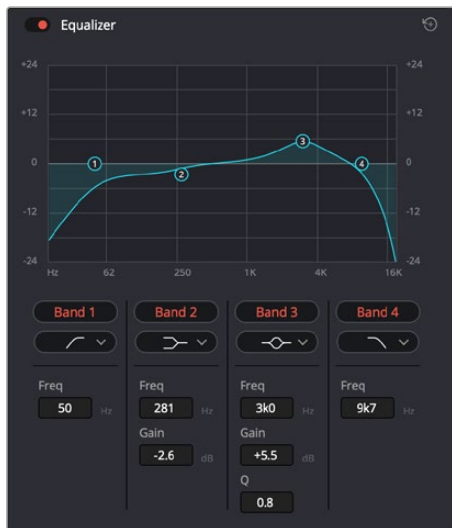 Equalizer
+24 +24
+12 +12
0 1 2 3 4 0
-12 -12
-24 -24
Hz 62 250 1K 4K 16K
Band 1 Band 2 Band 3 Band 4
Freq Freq Freq Freq
50 Hz 281 Hz 3k0 Hz 9k7 Hz
Gain Gain
-2.6 dB +5.5 dB
Q
0.8